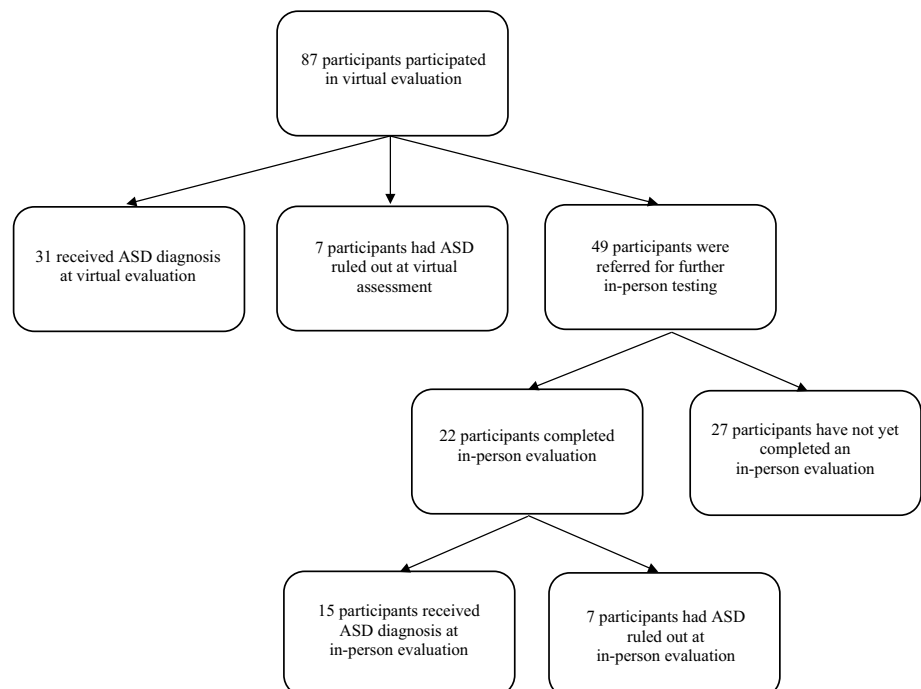 87 participants participated
in virtual evaluation
31 received ASD diagnosis
at virtual evaluation
7 participants had ASD
ruled out at virtual
assessment
49 participants were
referred for further
in-person testing
22 participants completed
in-person evaluation
27 participants have not yet
completed an
in-person evaluation
15 participants received
ASD diagnosis at
in-person evaluation
7 participants had ASD
ruled out at
in-person evaluation